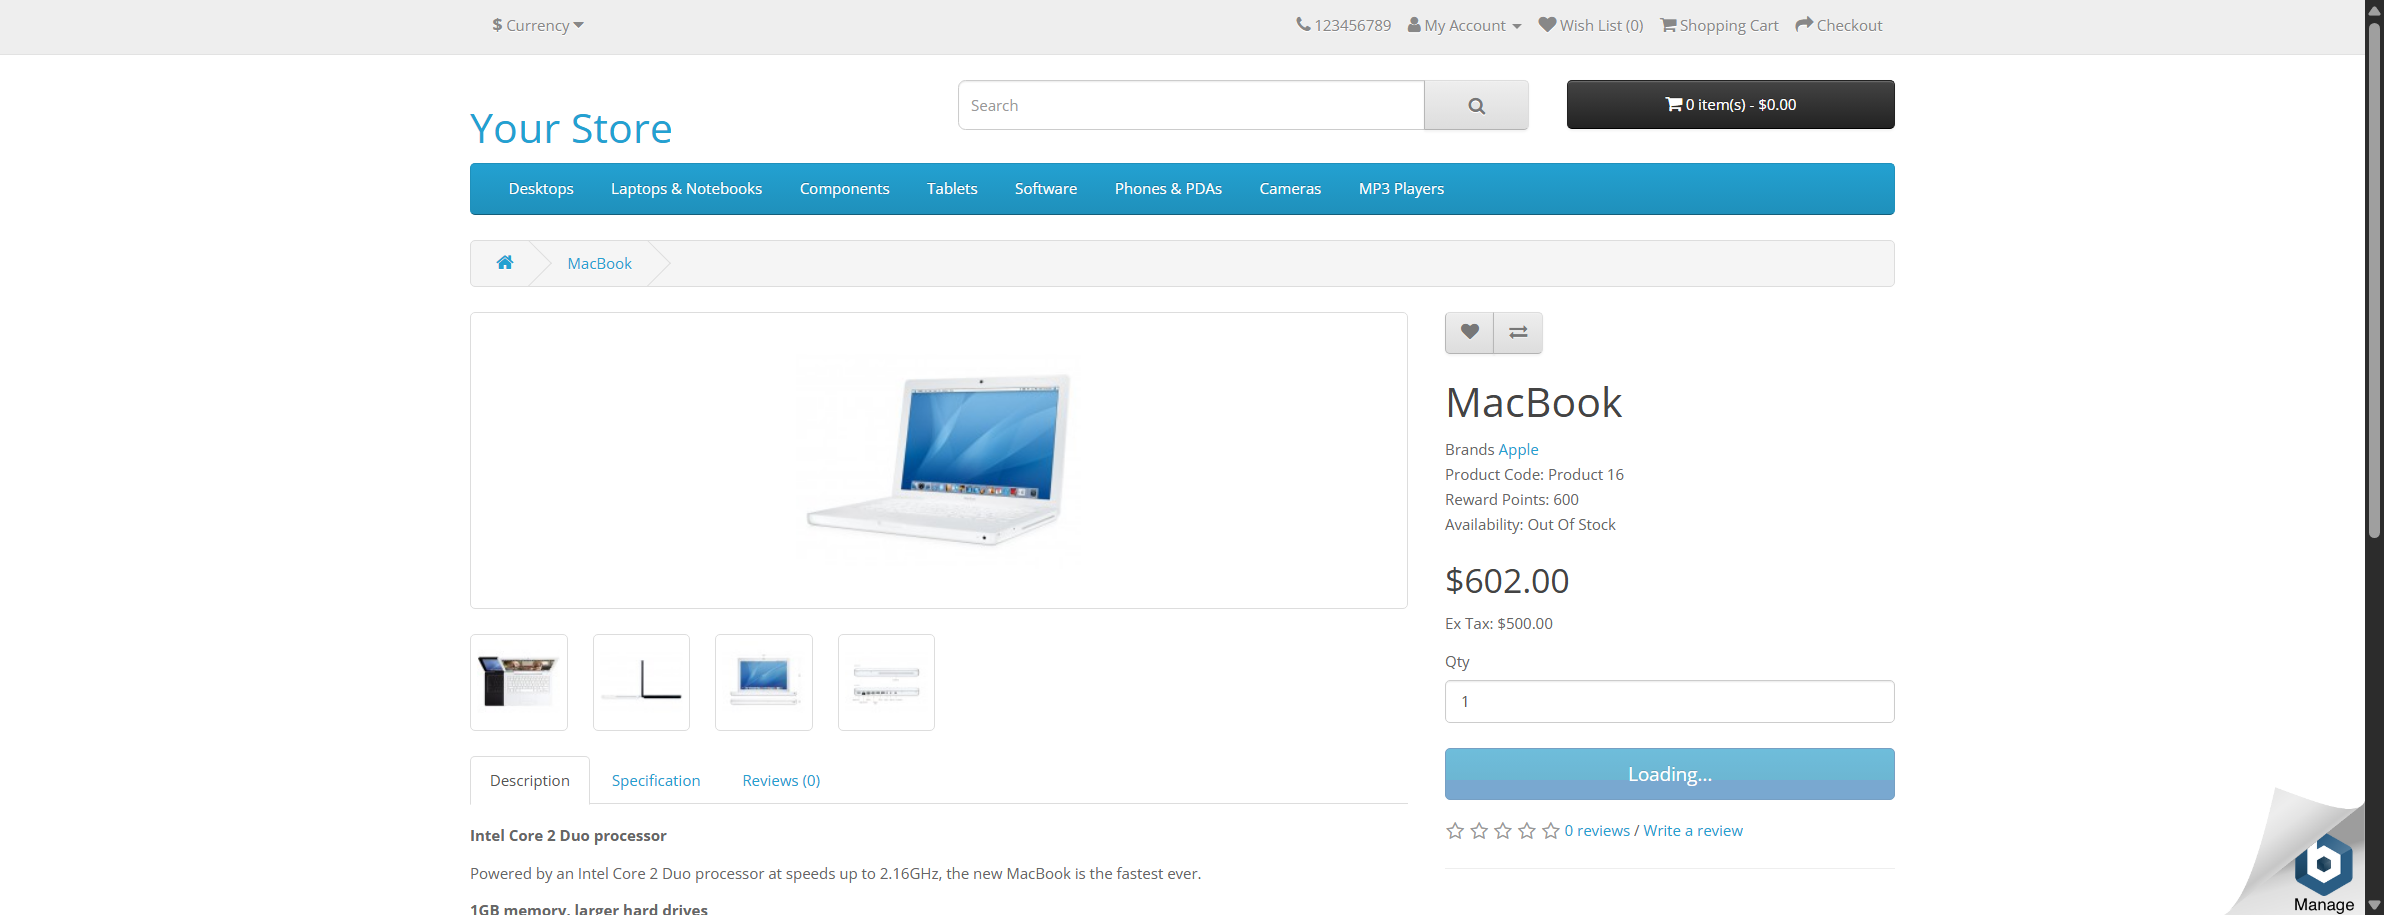 $ Currency
123456789 My Account Wish List (0) Shopping Cart Checkout
Your Store
Search
0 item(s) - $0.00
Desktops Laptops & Notebooks Components Tablets Software Phones & PDAs Cameras MP3 Players
MacBook
MacBook
Brands Apple
Product Code: Product 16
Reward Points: 600
Availability: Out Of Stock
$602.00
Ex Tax: $500.00
Qty
1
Loading...
0 reviews / Write a review
Description Specification Reviews (0)
Intel Core 2 Duo processor
Powered by an Intel Core 2 Duo processor at speeds up to 2.16GHz, the new MacBook is the fastest ever.
1GB memory, larger hard drives
Manage